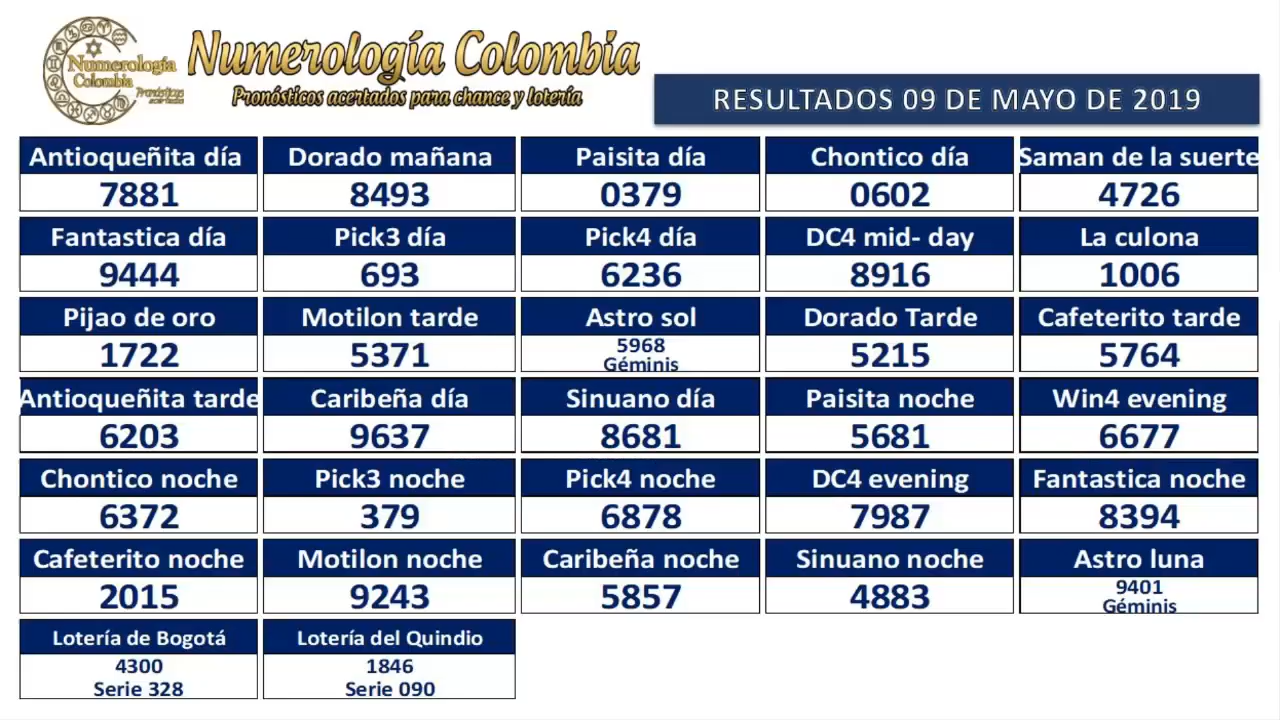 Numerología
Colombia
Pronósticos
acertados
Numerología Colombia
Pronósticos acertados para chance y lotería
RESULTADOS 09 DE MAYO DE 2019
Antioqueñita día Dorado mañana Paisita día Chontico día Saman de la suerte
7881 8493 0379 0602 4726
Fantastica día Pick3 día Pick4 día DC4 mid- day La culona
9444 693 6236 8916 1006
Pijao de oro Motilon tarde Astro sol Dorado Tarde Cafeterito tarde
1722 5371 5968 Géminis 5215 5764
Antioqueñita tarde Caribeña día Sinuano día Paisita noche Win4 evening
6203 9637 8681 5681 6677
Chontico noche Pick3 noche Pick4 noche DC4 evening Fantastica noche
6372 379 6878 7987 8394
Cafeterito noche Motilon noche Caribeña noche Sinuano noche Astro luna
2015 9243 5857 4883 9401 Géminis
Lotería de Bogotá Lotería del Quindio
4300 1846
Serie 328 Serie 090